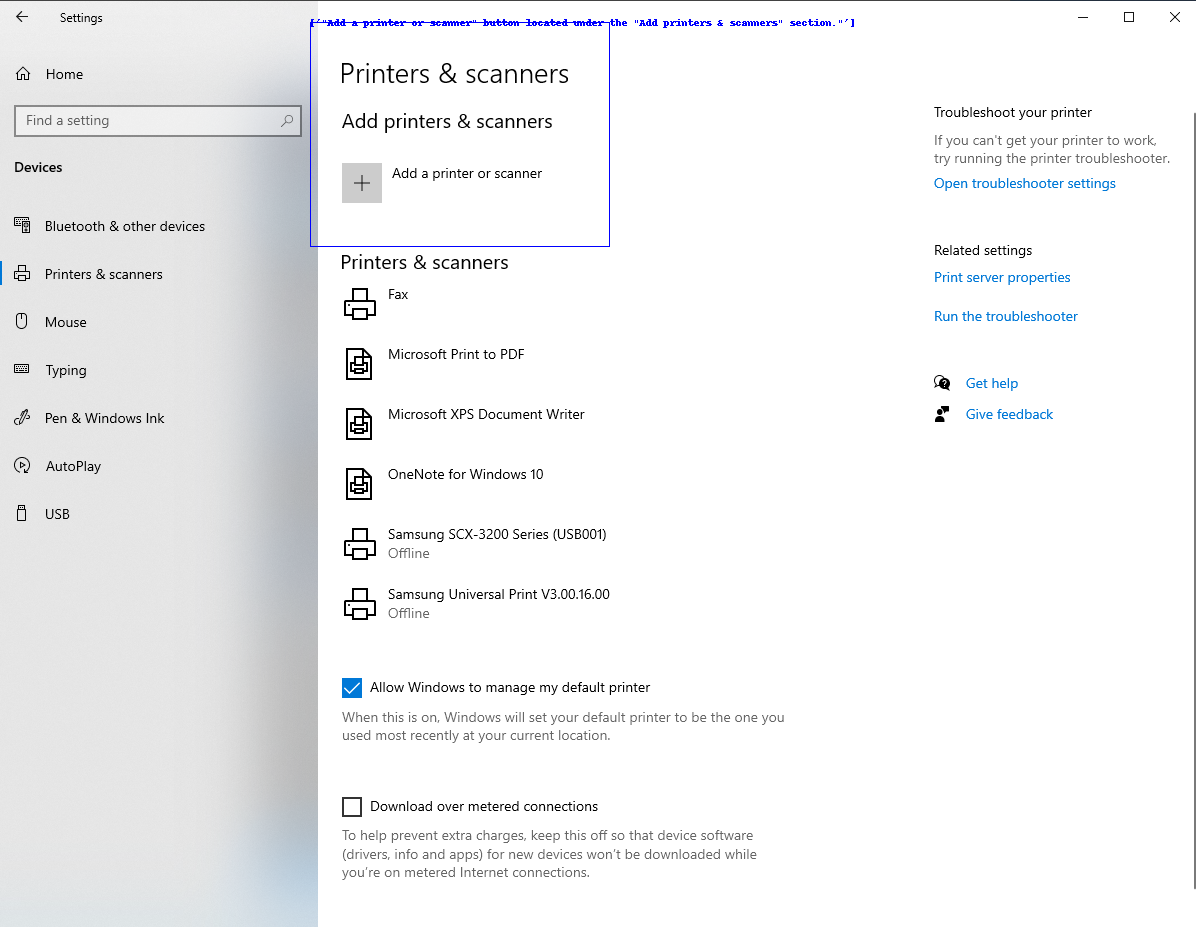 Settings
["Add a printer or scanner" button located under the "Add printers & scanners" section."']
Home
Find a setting
Devices
Bluetooth & other devices
Printers & scanners
Mouse
Typing
Pen & Windows Ink
AutoPlay
USB
Printers & scanners
Add printers & scanners
Add a printer or scanner
Printers & scanners
Fax
Microsoft Print to PDF
Microsoft XPS Document Writer
OneNote for Windows 10
Samsung SCX-3200 Series (USB001)
Offline
Samsung Universal Print V3.00.16.00
Offline
Allow Windows to manage my default printer
When this is on, Windows will set your default printer to be the one you
used most recently at your current location.
Download over metered connections
To help prevent extra charges, keep this off so that device software
(drivers, info and apps) for new devices won't be downloaded while
you're on metered Internet connections.
Troubleshoot your printer
If you can't get your printer to work,
try running the printer troubleshooter.
Open troubleshooter settings
Related settings
Print server properties
Run the troubleshooter
Get help
Give feedback